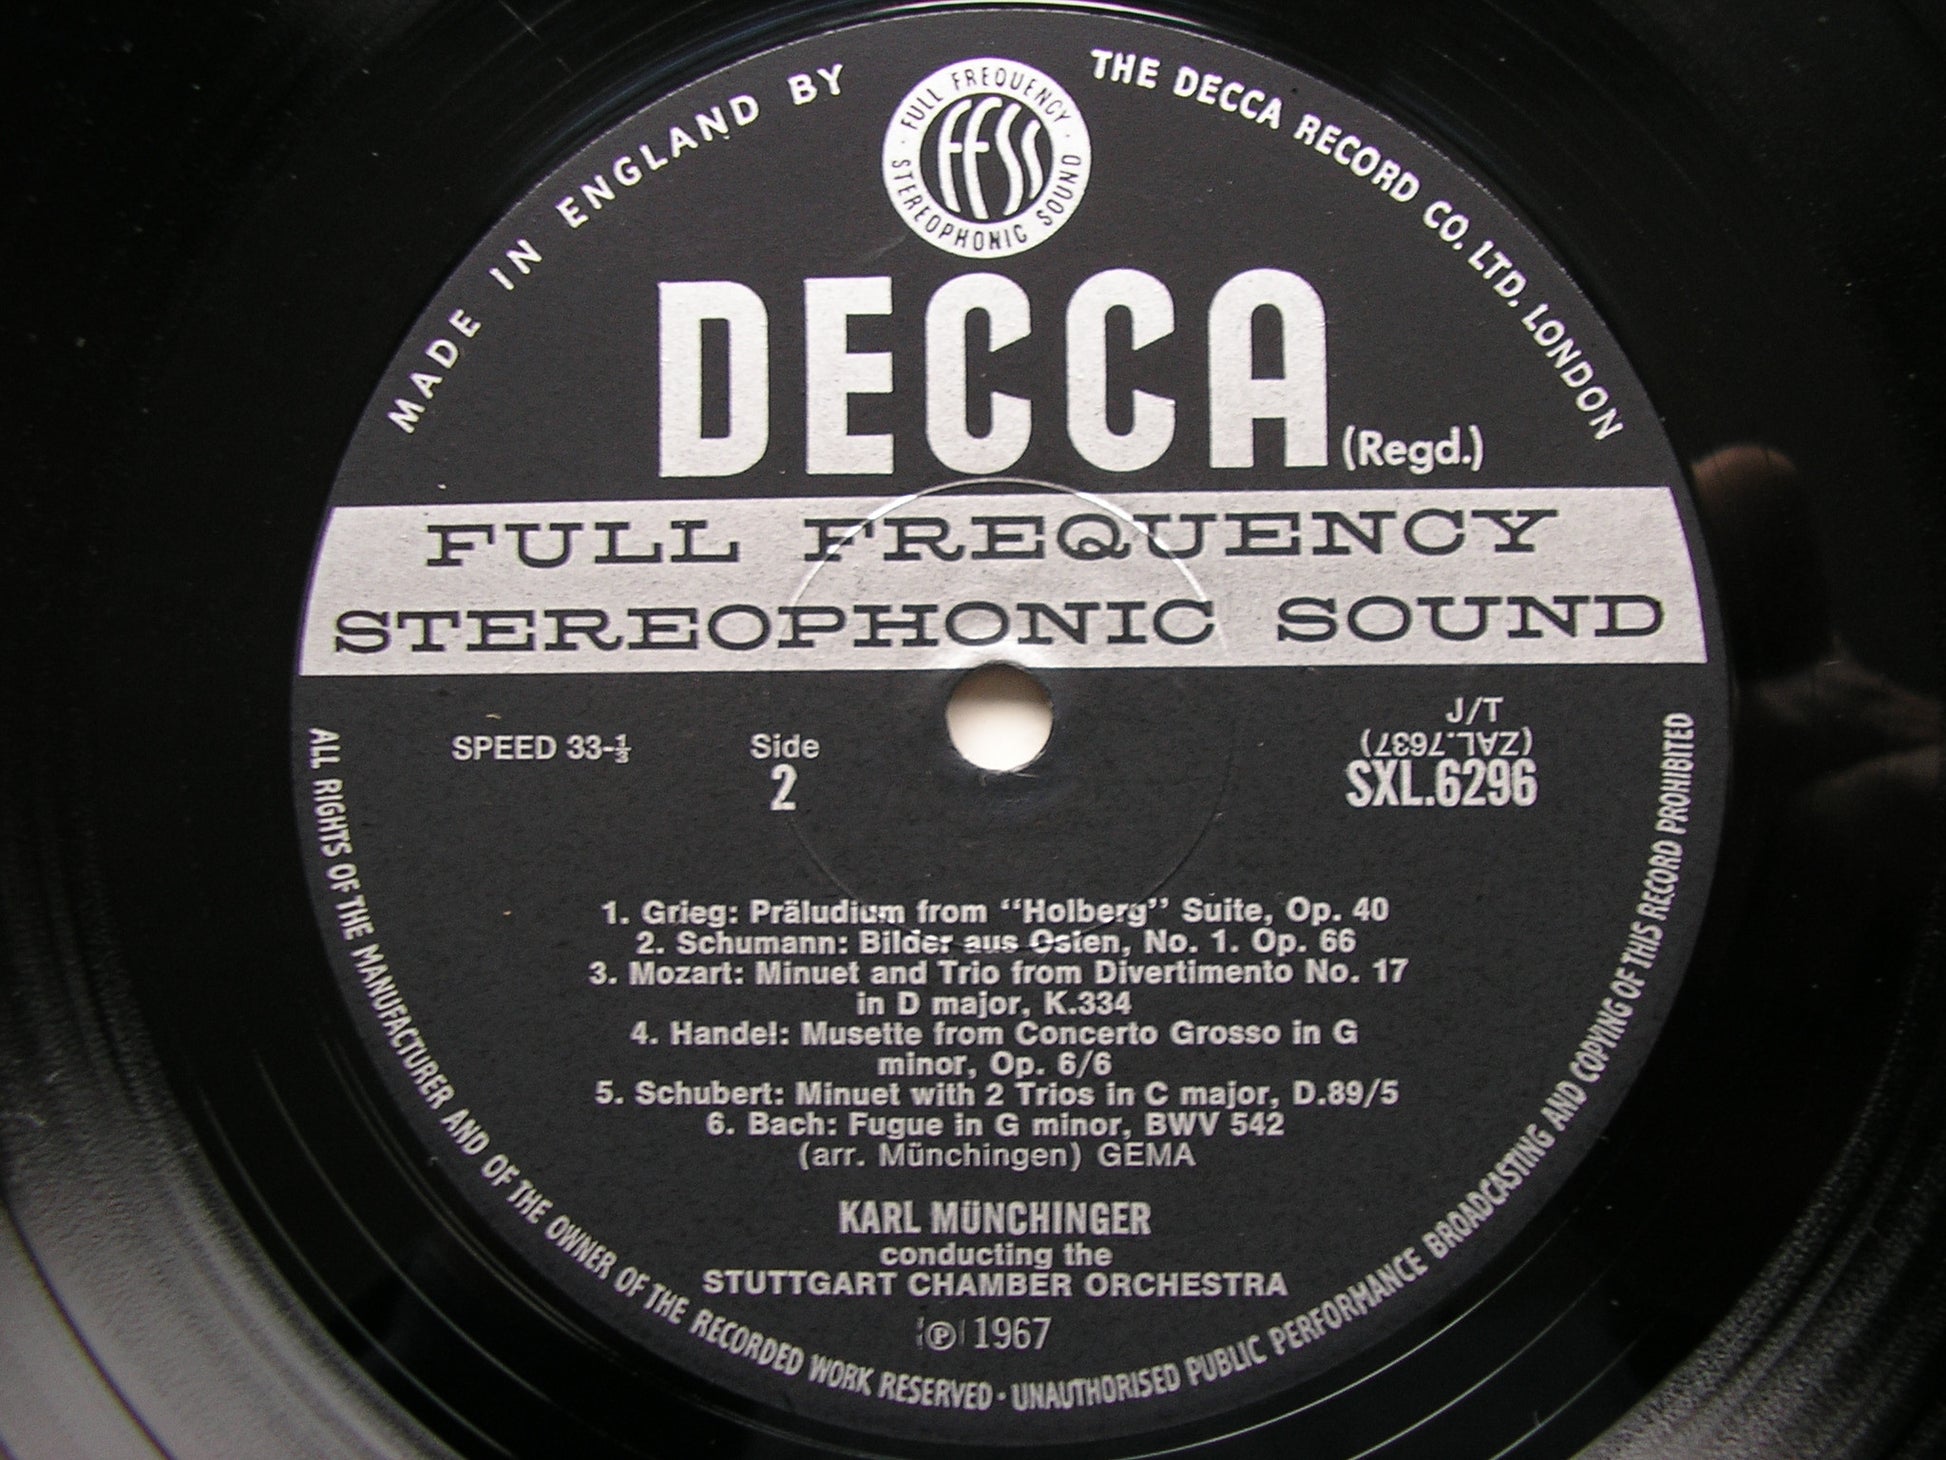 MADE IN ENGLAND BY
THE DECCA RECORD CO. LTD. LONDON
· FULL FREQUENCY ·
STEREOPHONIC SOUND
FFSS
DECCA
(Regd.)
FULL FREQUENCY
STEREOPHONIC SOUND
SPEED 33-⅓
Side
2
J/T
(ZAL.7637)
SXL.6296
1. Grieg: Präludium from “Holberg” Suite, Op. 40
2. Schumann: Bilder aus Osten, No. 1. Op. 66
3. Mozart: Minuet and Trio from Divertimento No. 17
in D major, K.334
4. Handel: Musette from Concerto Grosso in G
minor, Op. 6/6
5. Schubert: Minuet with 2 Trios in C major, D.89/5
6. Bach: Fugue in G minor, BWV 542
(arr. Münchingen) GEMA
KARL MÜNCHINGER
conducting the
STUTTGART CHAMBER ORCHESTRA
℗ 1967
ALL RIGHTS OF THE MANUFACTURER AND OF THE OWNER OF THE RECORDED WORK RESERVED · UNAUTHORISED PUBLIC PERFORMANCE BROADCASTING AND COPYING OF THIS RECORD PROHIBITED